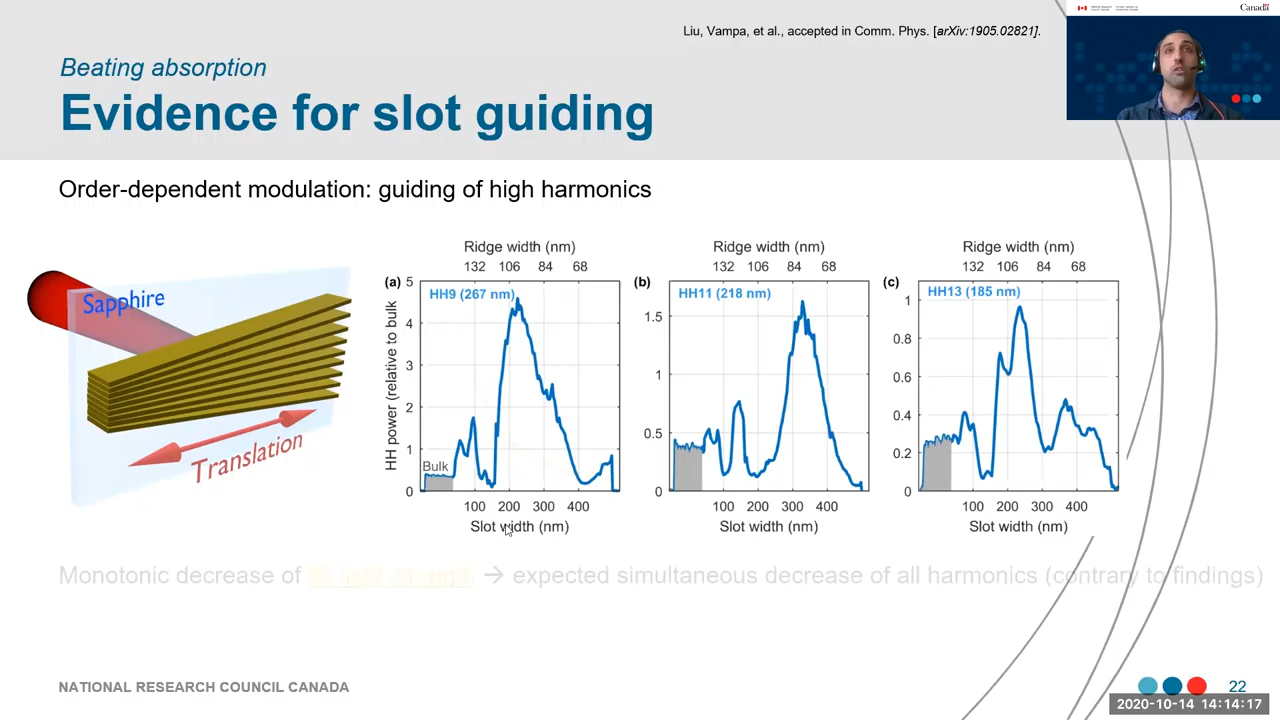 Liu, Vampa, et al., accepted in Comm. Phys. [arXiv:1905.02821].
Canada
Beating absorption
Evidence for slot guiding
Order-dependent modulation: guiding of high harmonics
Sapphire
Translation
Ridge width (nm)
132 106 84 68
(a)
HH9 (267 nm)
HH power (relative to bulk)
5
4
3
2
1
0
Bulk
100 200 300 400
Slot width (nm)
Ridge width (nm)
132 106 84 68
(b)
HH11 (218 nm)
1.5
1
0.5
0
100 200 300 400
Slot width (nm)
Ridge width (nm)
132 106 84 68
(c)
HH13 (185 nm)
1
0.8
0.6
0.4
0.2
0
100 200 300 400
Slot width (nm)
Monotonic decrease of → expected simultaneous decrease of all harmonics (contrary to findings)
NATIONAL RESEARCH COUNCIL CANADA
22
2020-10-14 14:14:17